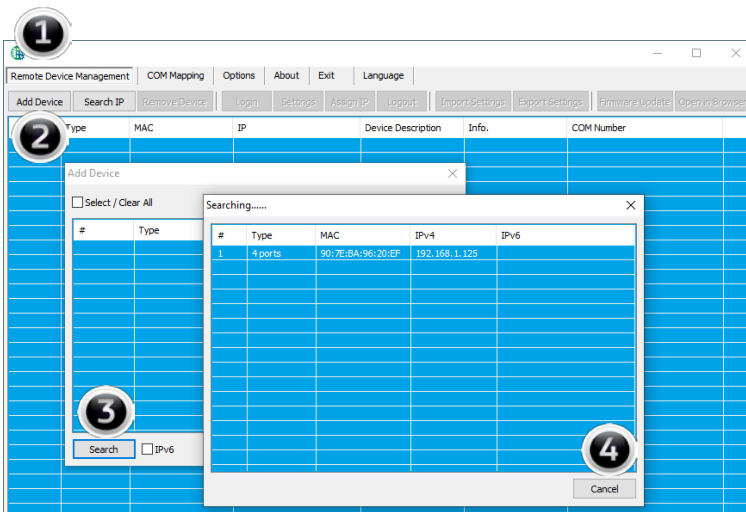 1
Remote Device Management COM Mapping Options About Exit Language
Add Device Search IP Remove Device Login Settings Assign IP Logout Import Settings Export Settings Firmware Update Open in Browser
2 Type MAC IP Device Description Info. COM Number
Add Device
Select / Clear All
# Type
Searching......
# Type MAC IPv4 IPv6
1 4 ports 90:7E:BA:96:20:EF 192.168.1.125
3
Search IPv6
4
Cancel